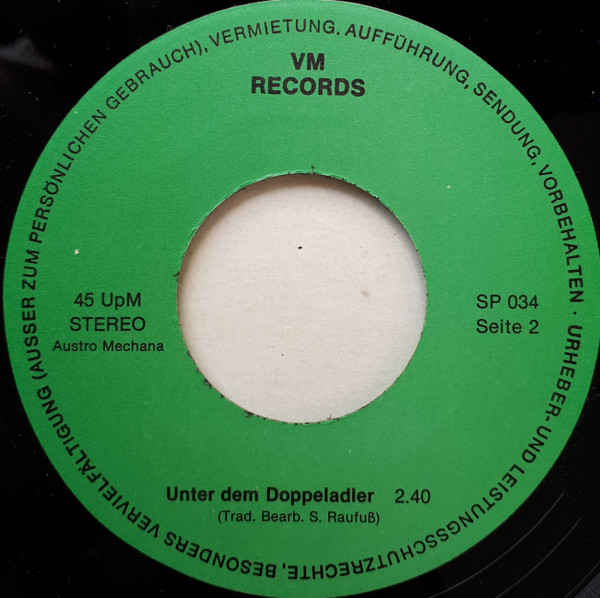 VM
RECORDS
45 UpM
STEREO
Austro Mechana
SP 034
Seite 2
Unter dem Doppeladler 2.40
(Trad. Bearb. S. Raufuß)
URHEBER- UND LEISTUNGSSCHUTZRECHTE, BESONDERS VERVIELFÄLTIGUNG (AUSSER ZUM PERSÖNLICHEN GEBRAUCH), VERMIETUNG. AUFFÜHRUNG, SENDUNG, VORBEHALTEN ·